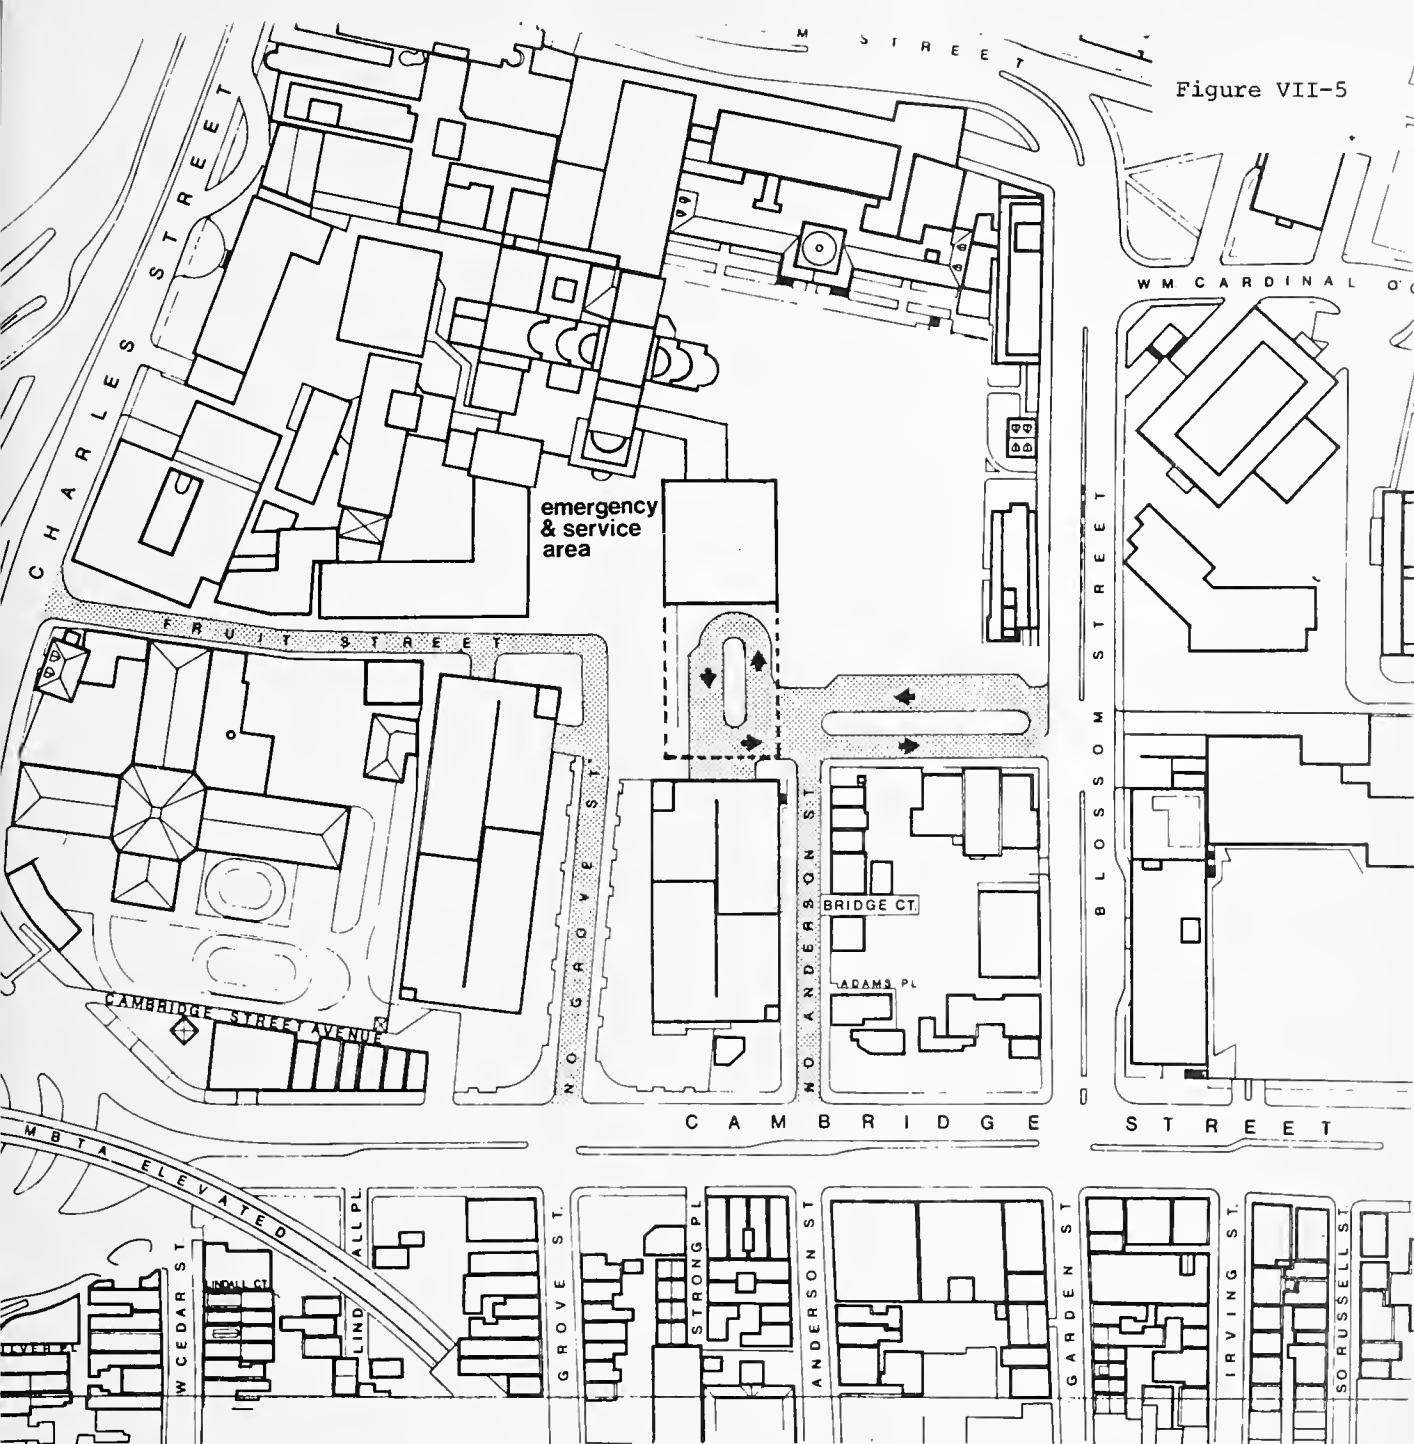 M STREET
Figure VII-5
CHARLES STREET
WM CARDINAL O'C
emergency
& service
area
FRUIT STREET
BLOSSOM STREET
NO GROVE ST.
NO ANDERSON ST
BRIDGE CT.
ADAMS PL
CAMBRIDGE STREET AVENUE
CAMBRIDGE STREET
MBTA ELEVATED
W CEDAR ST.
LINDALL CT.
LINDALL PL.
GROVE ST.
STRONG PL
ANDERSON ST
GARDEN ST
IRVING ST.
SO RUSSELL ST.
ILVER PL